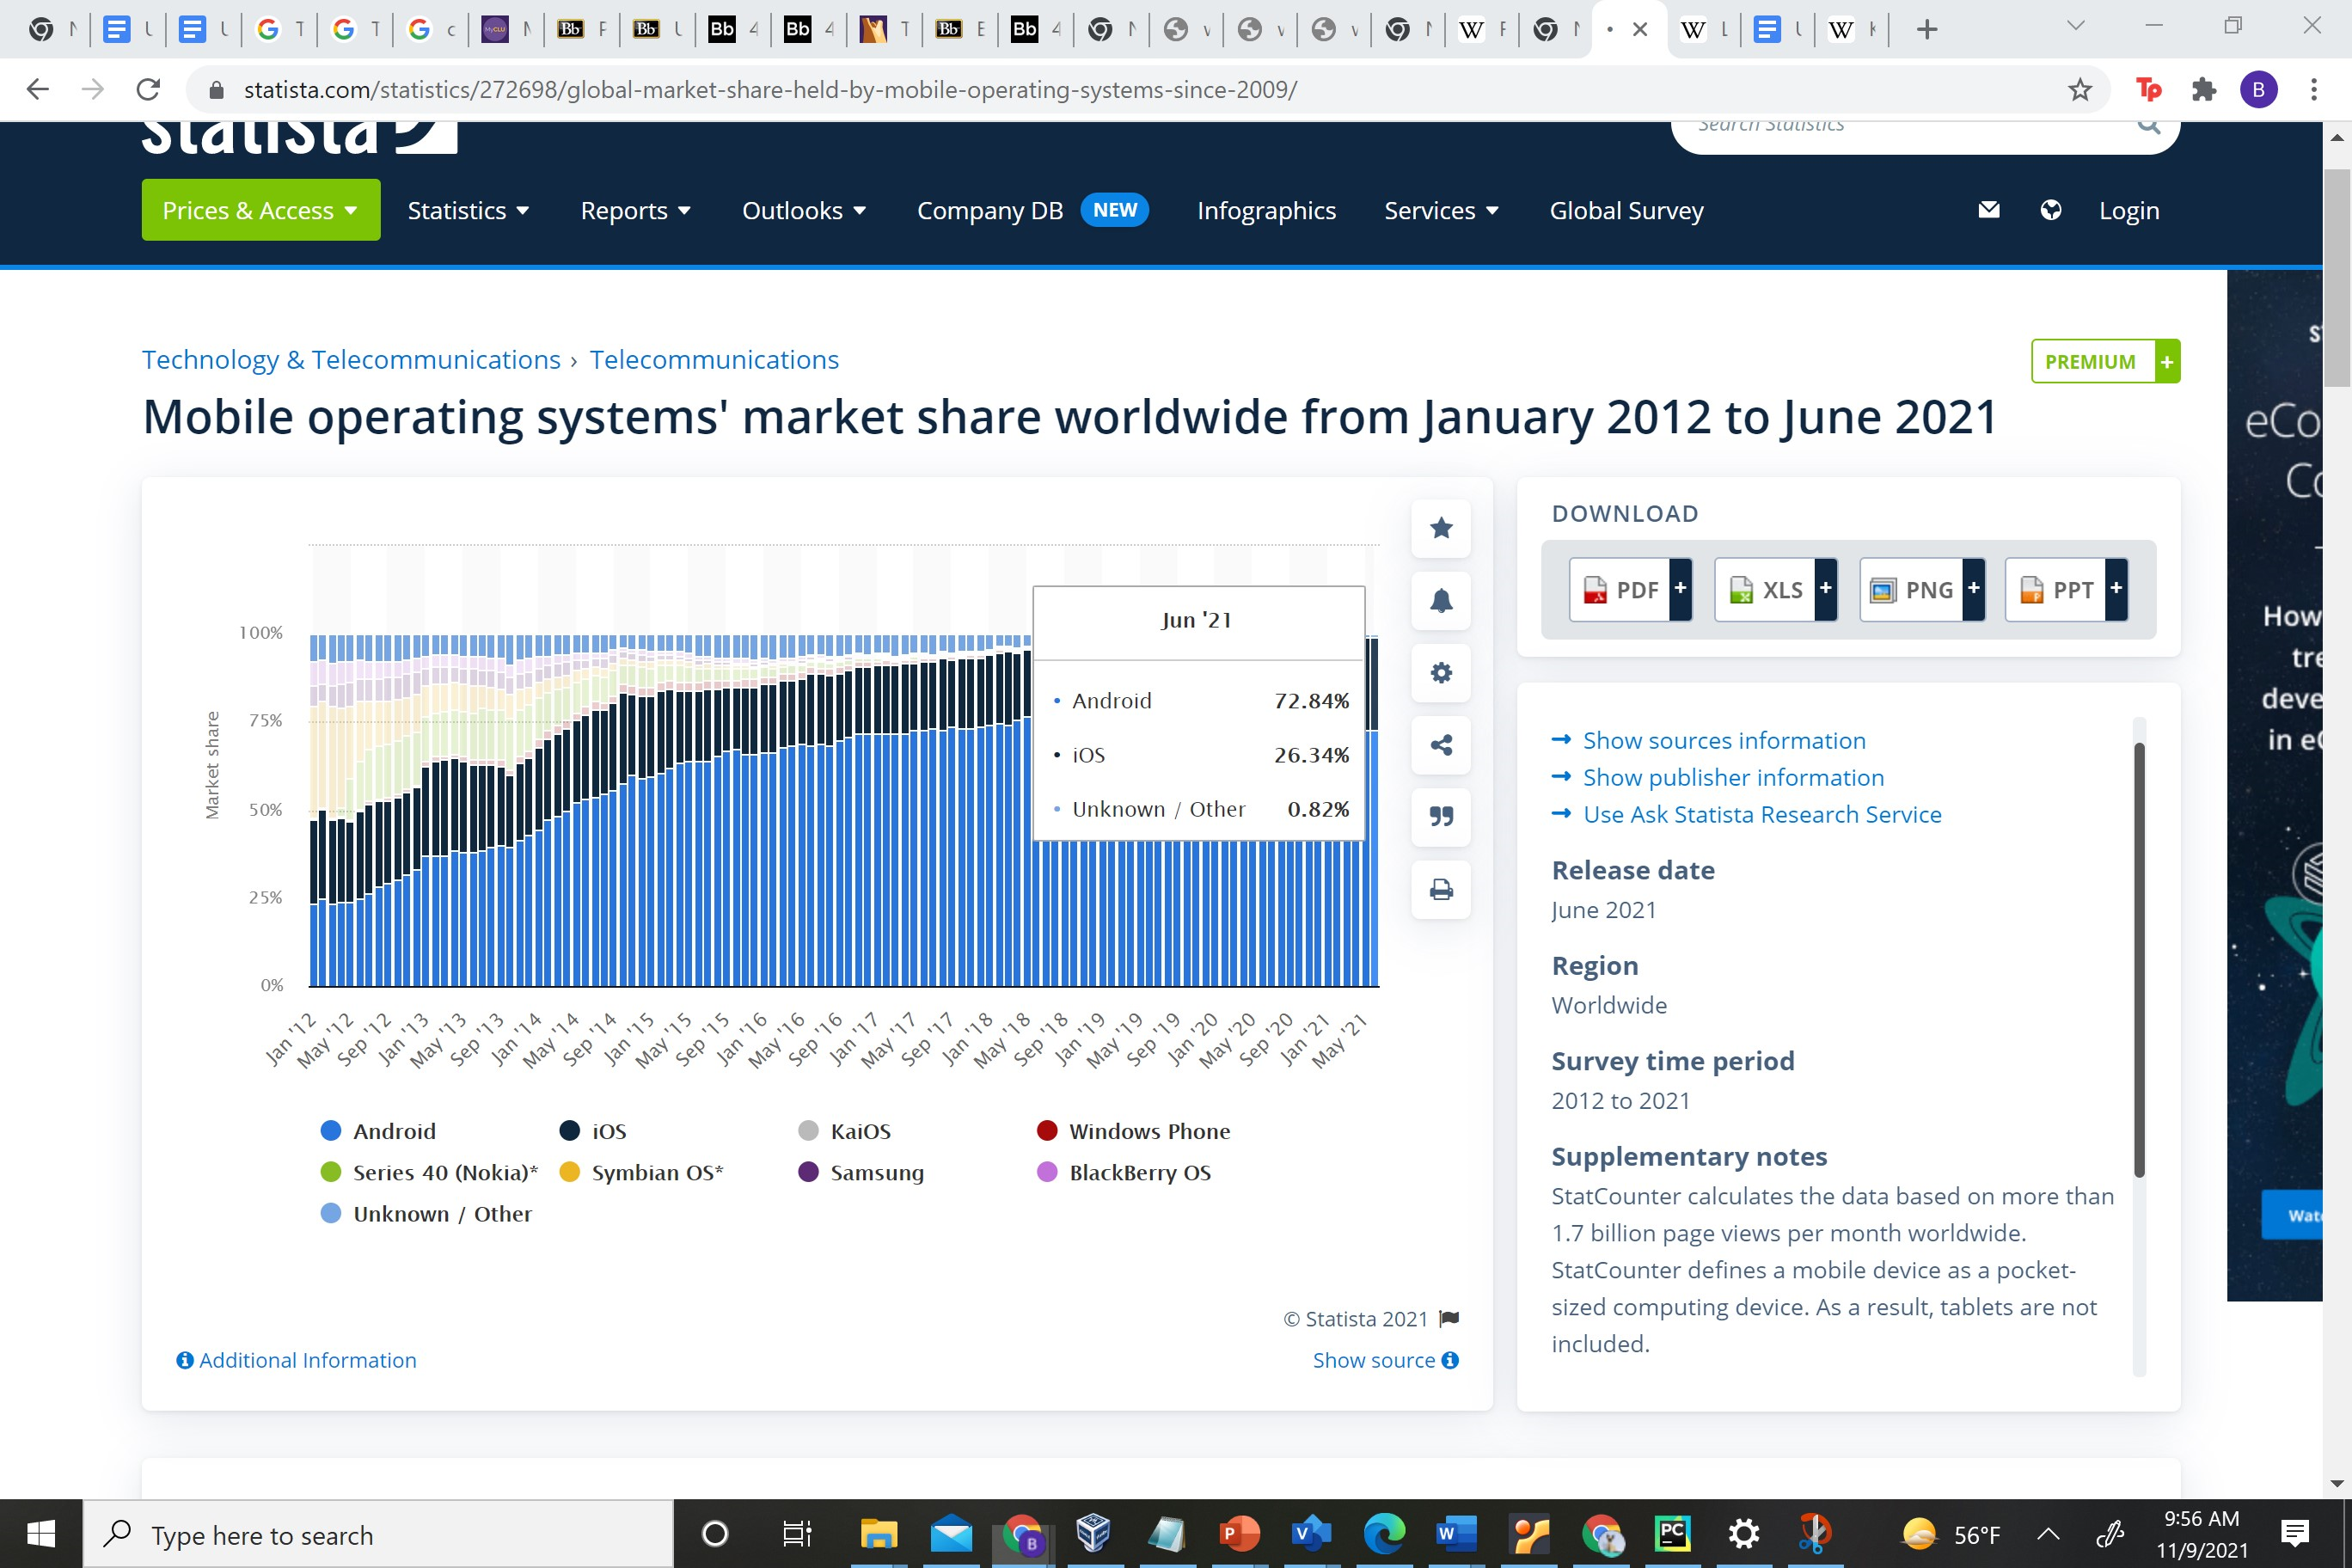 statista.com/statistics/272698/global-market-share-held-by-mobile-operating-systems-since-2009/
B
statista
Search Statistics
Prices & Access
Statistics
Reports
Outlooks
Company DB NEW
Infographics
Services
Global Survey
Login
Technology & Telecommunications › Telecommunications
PREMIUM +
Mobile operating systems' market share worldwide from January 2012 to June 2021
Market share
100%
75%
50%
25%
0%
Jun '21
Android 72.84%
iOS 26.34%
Unknown / Other 0.82%
Jan '12
May '12
Sep '12
Jan '13
May '13
Sep '13
Jan '14
May '14
Sep '14
Jan '15
May '15
Sep '15
Jan '16
May '16
Sep '16
Jan '17
May '17
Sep '17
Jan '18
May '18
Sep '18
Jan '19
May '19
Sep '19
Jan '20
May '20
Sep '20
Jan '21
May '21
Android iOS KaiOS Windows Phone
Series 40 (Nokia)* Symbian OS* Samsung BlackBerry OS
Unknown / Other
© Statista 2021
Additional Information
Show source
DOWNLOAD
PDF + XLS + PNG + PPT +
Show sources information
Show publisher information
Use Ask Statista Research Service
Release date
June 2021
Region
Worldwide
Survey time period
2012 to 2021
Supplementary notes
StatCounter calculates the data based on more than
1.7 billion page views per month worldwide.
StatCounter defines a mobile device as a pocket-
sized computing device. As a result, tablets are not
included.
eCo
How
in eC
Type here to search
56°F
9:56 AM
11/9/2021